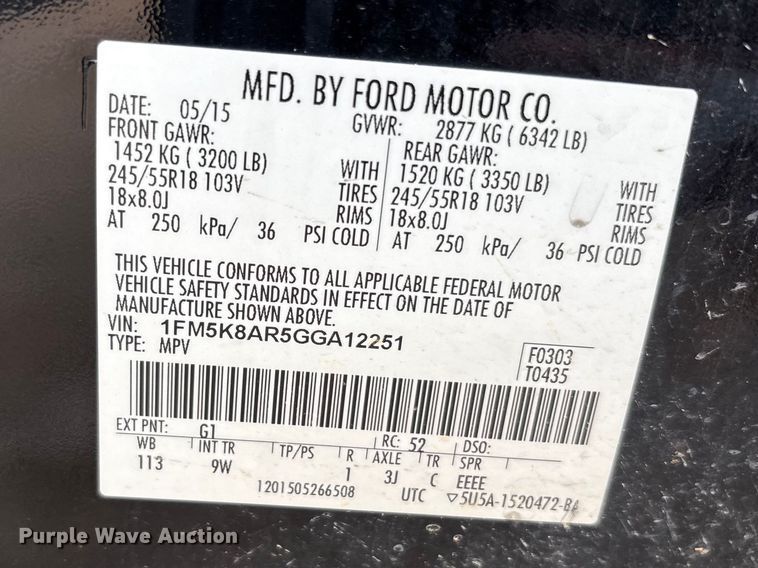 MFD. BY FORD MOTOR CO.
DATE: 05/15 GVWR: 2877 KG ( 6342 LB)
FRONT GAWR: REAR GAWR:
1452 KG ( 3200 LB) WITH 1520 KG ( 3350 LB) WITH
245/55R18 103V TIRES 245/55R18 103V TIRES
18x8.0J RIMS 18x8.0J RIMS
AT 250 kPa/ 36 PSI COLD AT 250 kPa/ 36 PSI COLD
THIS VEHICLE CONFORMS TO ALL APPLICABLE FEDERAL MOTOR
VEHICLE SAFETY STANDARDS IN EFFECT ON THE DATE OF
MANUFACTURE SHOWN ABOVE.
VIN: 1FM5K8AR5GGA12251
TYPE: MPV
F0303
T0435
EXT PNT: G1 RC: 52 DSO:
WB INT TR TP/PS R AXLE TR SPR
113 9W 1 3J C EEEE
1201505266508 UTC ▽5U5A-1520472-BA
Purple Wave Auction